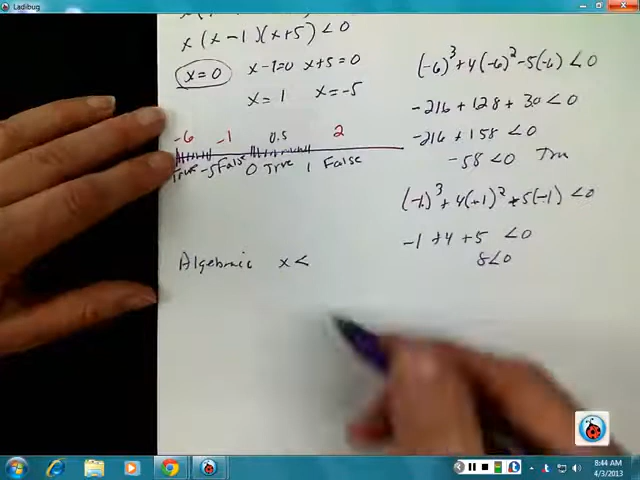 Ladibug
x(x-1)(x+5)<0
x=0 x-1=0 x+5=0
x=1 x=-5
-6 -1 0.5 2
True -5 False 0 True 1 False
Algebraic x<
(-6)³+4(-6)²-5(-6)<0
-216+128+30<0
-216+158<0
-58<0 Tru
(-1)³+4(-1)²-5(-1)<0
-1+4+5<0
8<0
8:44 AM
4/3/2013